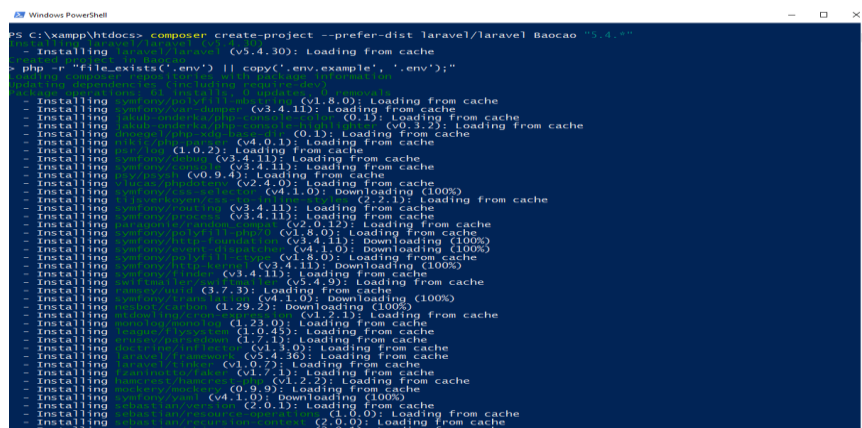 Windows PowerShell
PS C:\xampp\htdocs> composer create-project --prefer-dist laravel/laravel Baocao "5.4.*"
Installing laravel/laravel (v5.4.30)
- Installing laravel/laravel (v5.4.30): Loading from cache
Created project in Baocao
> php -r "file_exists('.env') || copy('.env.example', '.env');"
Loading composer repositories with package information
Updating dependencies (including require-dev)
Package operations: 61 installs, 0 updates, 0 removals
- Installing symfony/polyfill-mbstring (v1.8.0): Loading from cache
- Installing symfony/var-dumper (v3.4.11): Loading from cache
- Installing jakub-onderka/php-console-color (0.1): Loading from cache
- Installing jakub-onderka/php-console-highlighter (v0.3.2): Loading from cache
- Installing dnoegel/php-xdg-base-dir (0.1): Loading from cache
- Installing nikic/php-parser (v4.0.1): Loading from cache
- Installing psr/log (1.0.2): Loading from cache
- Installing symfony/debug (v3.4.11): Loading from cache
- Installing symfony/console (v3.4.11): Loading from cache
- Installing psy/psysh (v0.9.4): Loading from cache
- Installing vlucas/phpdotenv (v2.4.0): Loading from cache
- Installing symfony/css-selector (v4.1.0): Downloading (100%)
- Installing tijsverkoyen/css-to-inline-styles (2.2.1): Loading from cache
- Installing symfony/routing (v3.4.11): Loading from cache
- Installing symfony/process (v3.4.11): Loading from cache
- Installing paragonie/random_compat (v2.0.12): Loading from cache
- Installing symfony/polyfill-php70 (v1.8.0): Loading from cache
- Installing symfony/http-foundation (v3.4.11): Downloading (100%)
- Installing symfony/event-dispatcher (v4.1.0): Downloading (100%)
- Installing symfony/polyfill-ctype (v1.8.0): Loading from cache
- Installing symfony/http-kernel (v3.4.11): Downloading (100%)
- Installing symfony/finder (v3.4.11): Loading from cache
- Installing swiftmailer/swiftmailer (v5.4.9): Loading from cache
- Installing ramsey/uuid (3.7.3): Loading from cache
- Installing symfony/translation (v4.1.0): Downloading (100%)
- Installing nesbot/carbon (1.29.2): Downloading (100%)
- Installing mtdowling/cron-expression (v1.2.1): Loading from cache
- Installing monolog/monolog (1.23.0): Loading from cache
- Installing league/flysystem (1.0.45): Loading from cache
- Installing erusev/parsedown (1.7.1): Loading from cache
- Installing doctrine/inflector (v1.3.0): Loading from cache
- Installing laravel/framework (v5.4.36): Loading from cache
- Installing laravel/tinker (v1.0.7): Loading from cache
- Installing fzaninotto/faker (v1.7.1): Loading from cache
- Installing hamcrest/hamcrest-php (v1.2.2): Loading from cache
- Installing mockery/mockery (0.9.9): Loading from cache
- Installing symfony/yaml (v4.1.0): Downloading (100%)
- Installing sebastian/version (2.0.1): Loading from cache
- Installing sebastian/resource-operations (1.0.0): Loading from cache
- Installing sebastian/recursion-context (2.0.0): Loading from cache